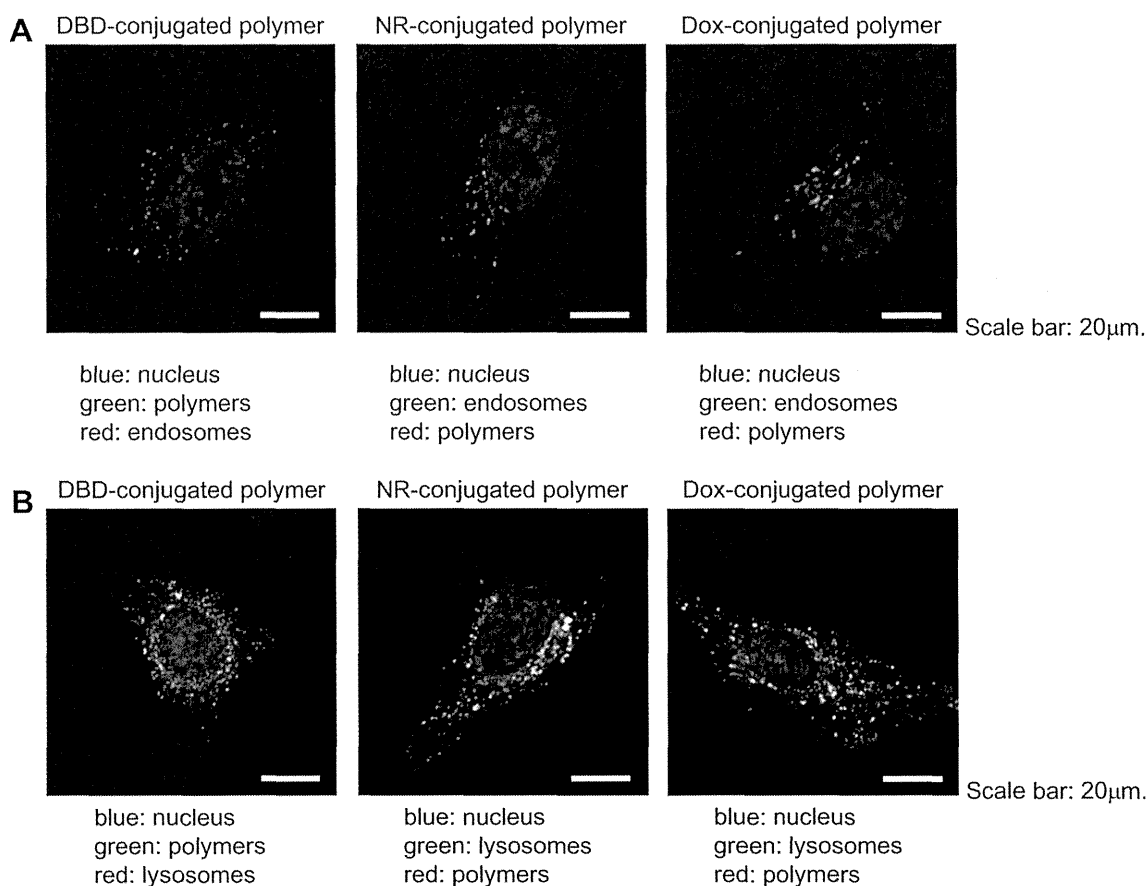 A
DBD-conjugated polymer
NR-conjugated polymer
Dox-conjugated polymer
Scale bar: 20μm.
blue: nucleus
green: polymers
red: endosomes
blue: nucleus
green: endosomes
red: polymers
blue: nucleus
green: endosomes
red: polymers
B
DBD-conjugated polymer
NR-conjugated polymer
Dox-conjugated polymer
Scale bar: 20μm.
blue: nucleus
green: polymers
red: lysosomes
blue: nucleus
green: lysosomes
red: polymers
blue: nucleus
green: lysosomes
red: polymers